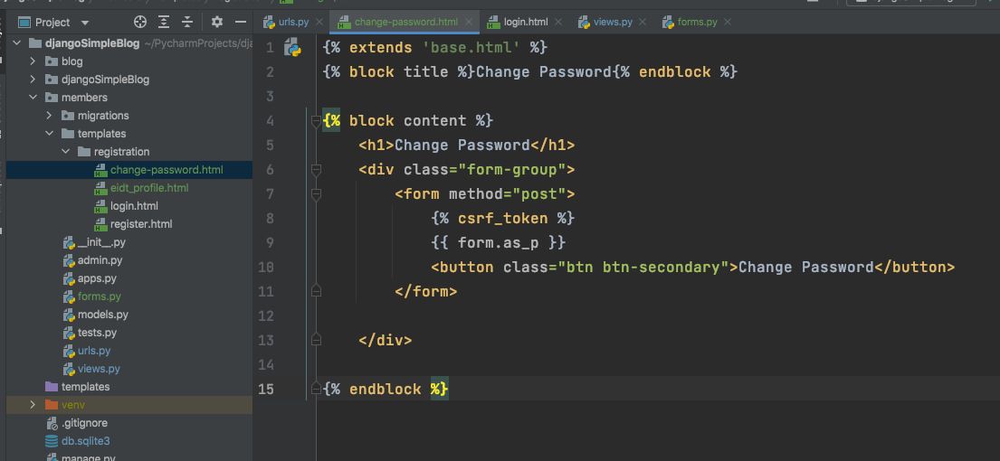 Project
urls.py
change-password.html
login.html
views.py
forms.py
djangoSimpleBlog ~/PycharmProjects/dja
blog
djangoSimpleBlog
members
migrations
templates
registration
change-password.html
eidt_profile.html
login.html
register.html
__init__.py
admin.py
apps.py
forms.py
models.py
tests.py
urls.py
views.py
templates
venv
.gitignore
db.sqlite3
manage.py
1 {% extends 'base.html' %}
2 {% block title %}Change Password{% endblock %}
3
4 {% block content %}
5 <h1>Change Password</h1>
6 <div class="form-group">
7 <form method="post">
8 {% csrf_token %}
9 {{ form.as_p }}
10 <button class="btn btn-secondary">Change Password</button>
11 </form>
12
13 </div>
14
15 {% endblock %}